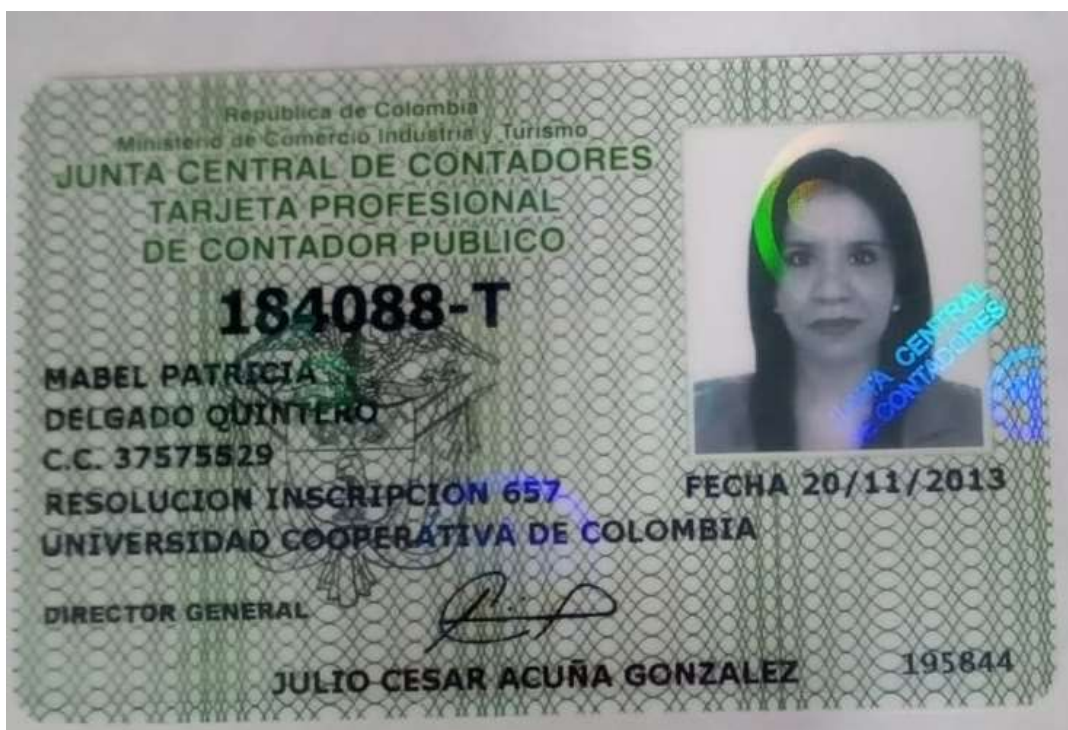 República de Colombia
Ministerio de Comercio Industria y Turismo
JUNTA CENTRAL DE CONTADORES
TARJETA PROFESIONAL
DE CONTADOR PUBLICO
184088-T
MABEL PATRICIA
DELGADO QUINTERO
C.C. 37575529
RESOLUCION INSCRIPCION 657
UNIVERSIDAD COOPERATIVA DE COLOMBIA
FECHA 20/11/2013
JUNTA CENTRAL
CONTADORES
DIRECTOR GENERAL
JULIO CESAR ACUÑA GONZALEZ
195844